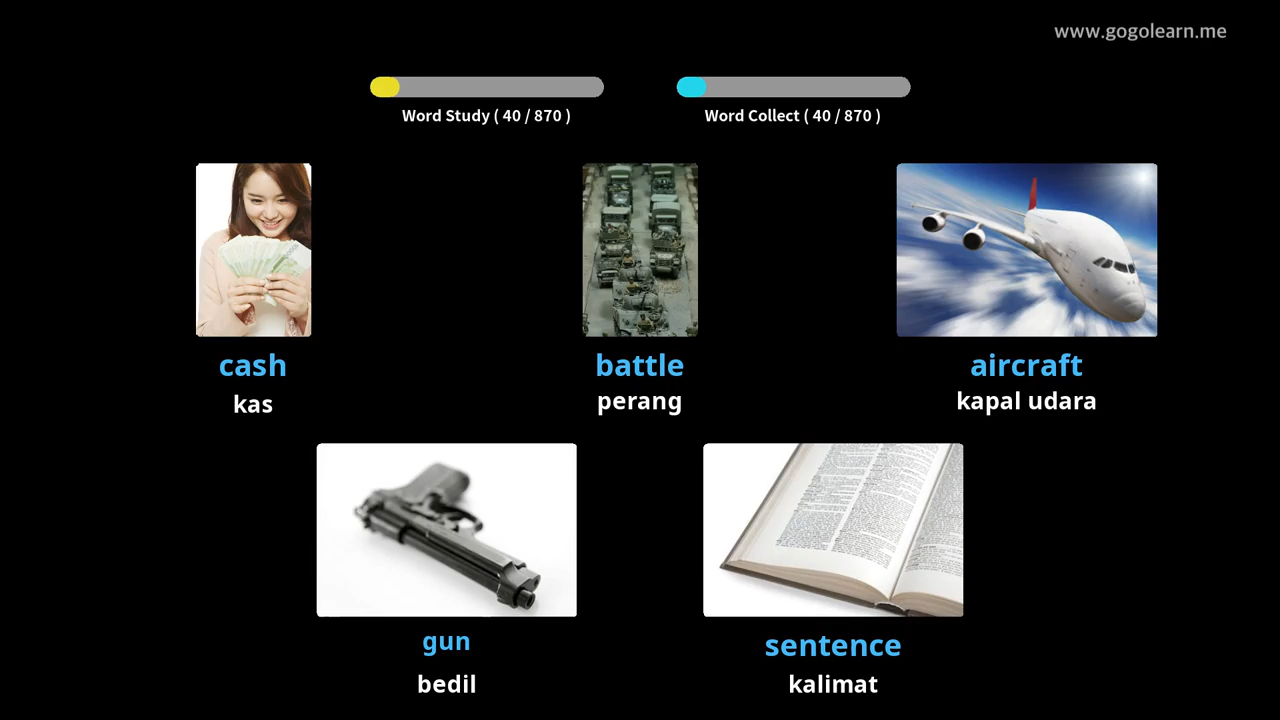 www.gogolearn.me
Word Study ( 40 / 870 )
Word Collect ( 40 / 870 )
cash
kas
battle
perang
aircraft
kapal udara
gun
bedil
sentence
kalimat